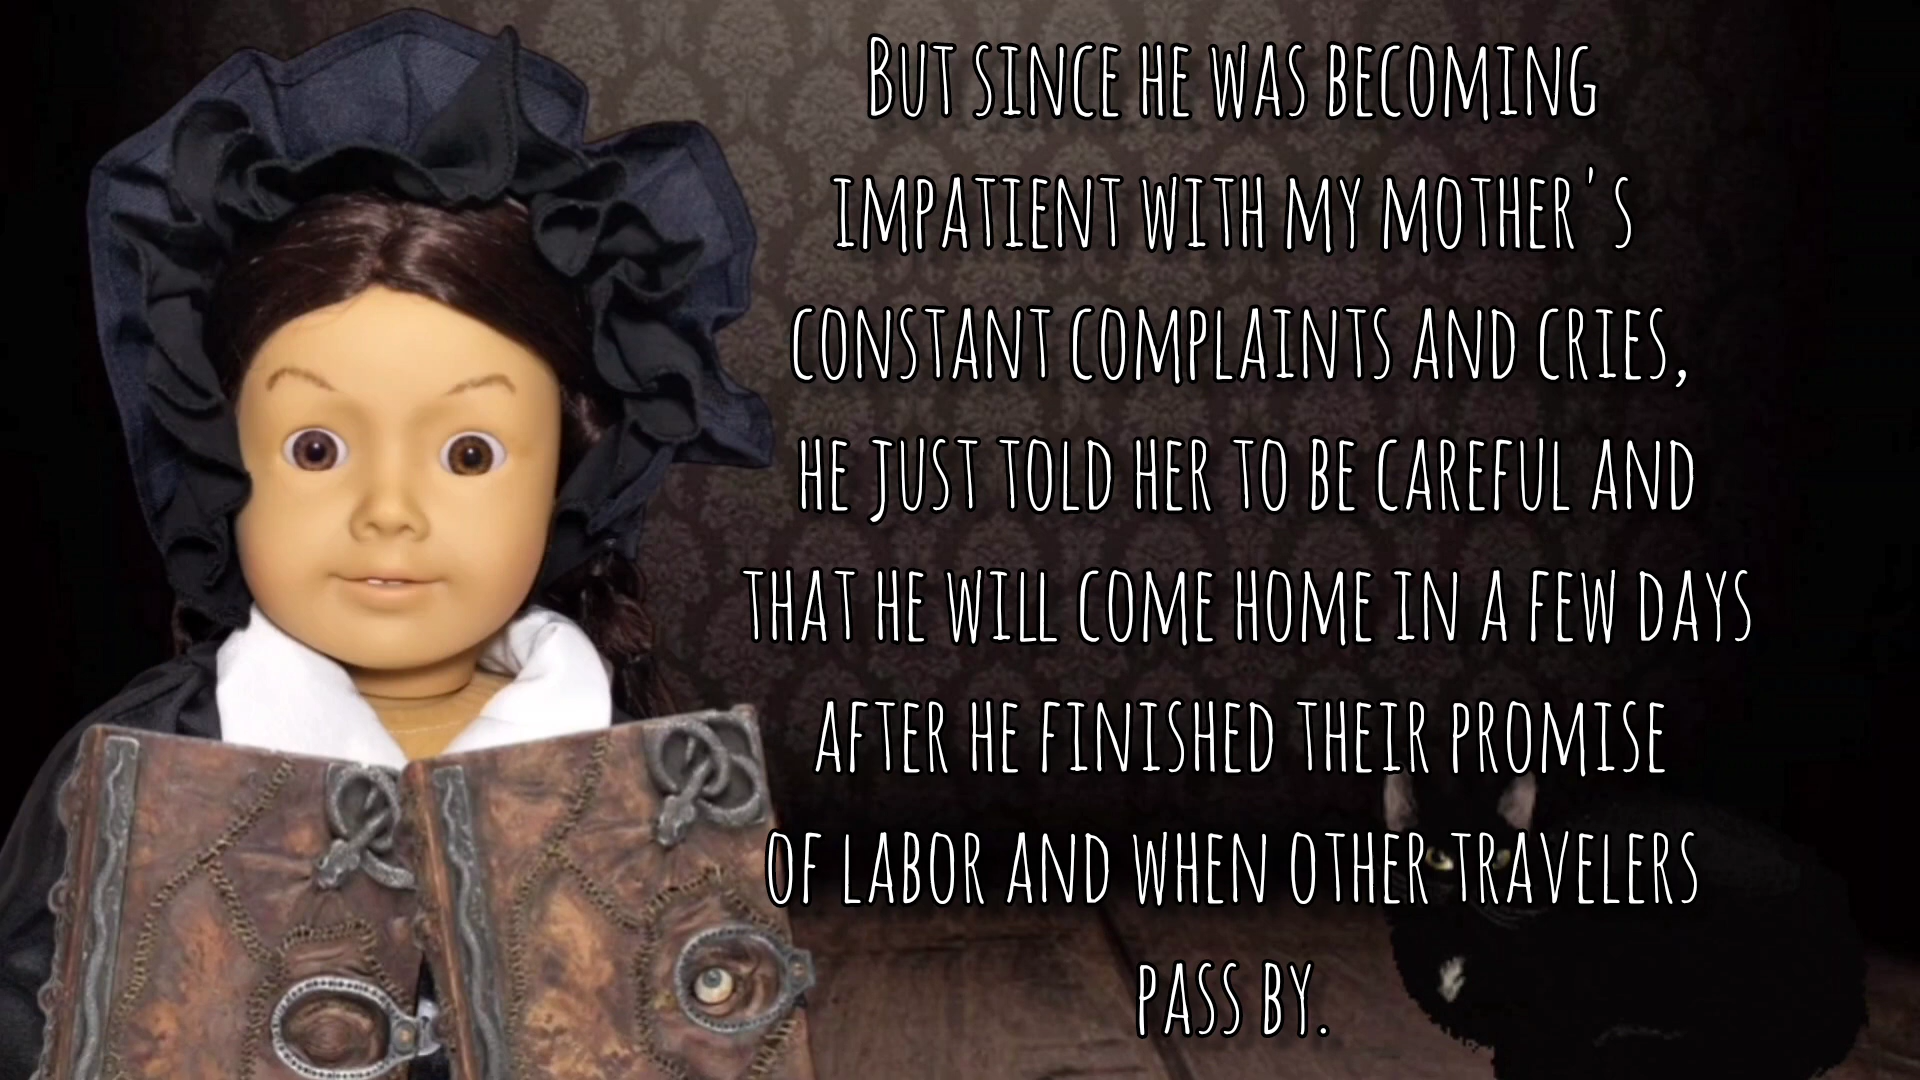 But since he was becoming
impatient with my mother's
constant complaints and cries,
he just told her to be careful and
that he will come home in a few days
after he finished their promise
of labor and when other travelers
pass by.